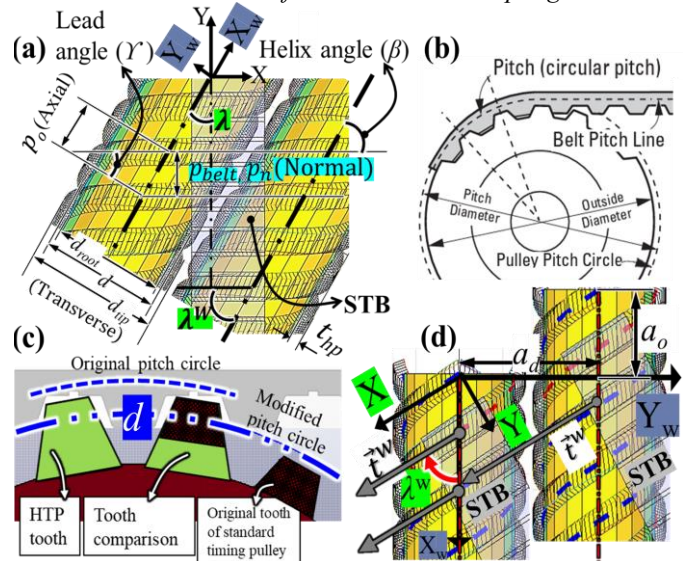 (a)
Lead
angle (ϒ)
Y
Y_w
X_w
X
Helix angle (β)
λ
p_o (Axial)
p_belt, p_n (Normal)
d_root
d
d_tip
(Transverse)
λ^w
STB
t_hp
(b)
Pitch (circular pitch)
Belt Pitch Line
Pitch
Diameter
Outside
Diameter
Pulley Pitch Circle
(c)
Original pitch circle
d
Modified
pitch circle
HTP
tooth
Tooth
comparison
Original tooth
of standard
timing pulley
(d)
a_d
a_o
X
Y
Y_w
t^w
t^w
λ^w
STB
STB
X_w